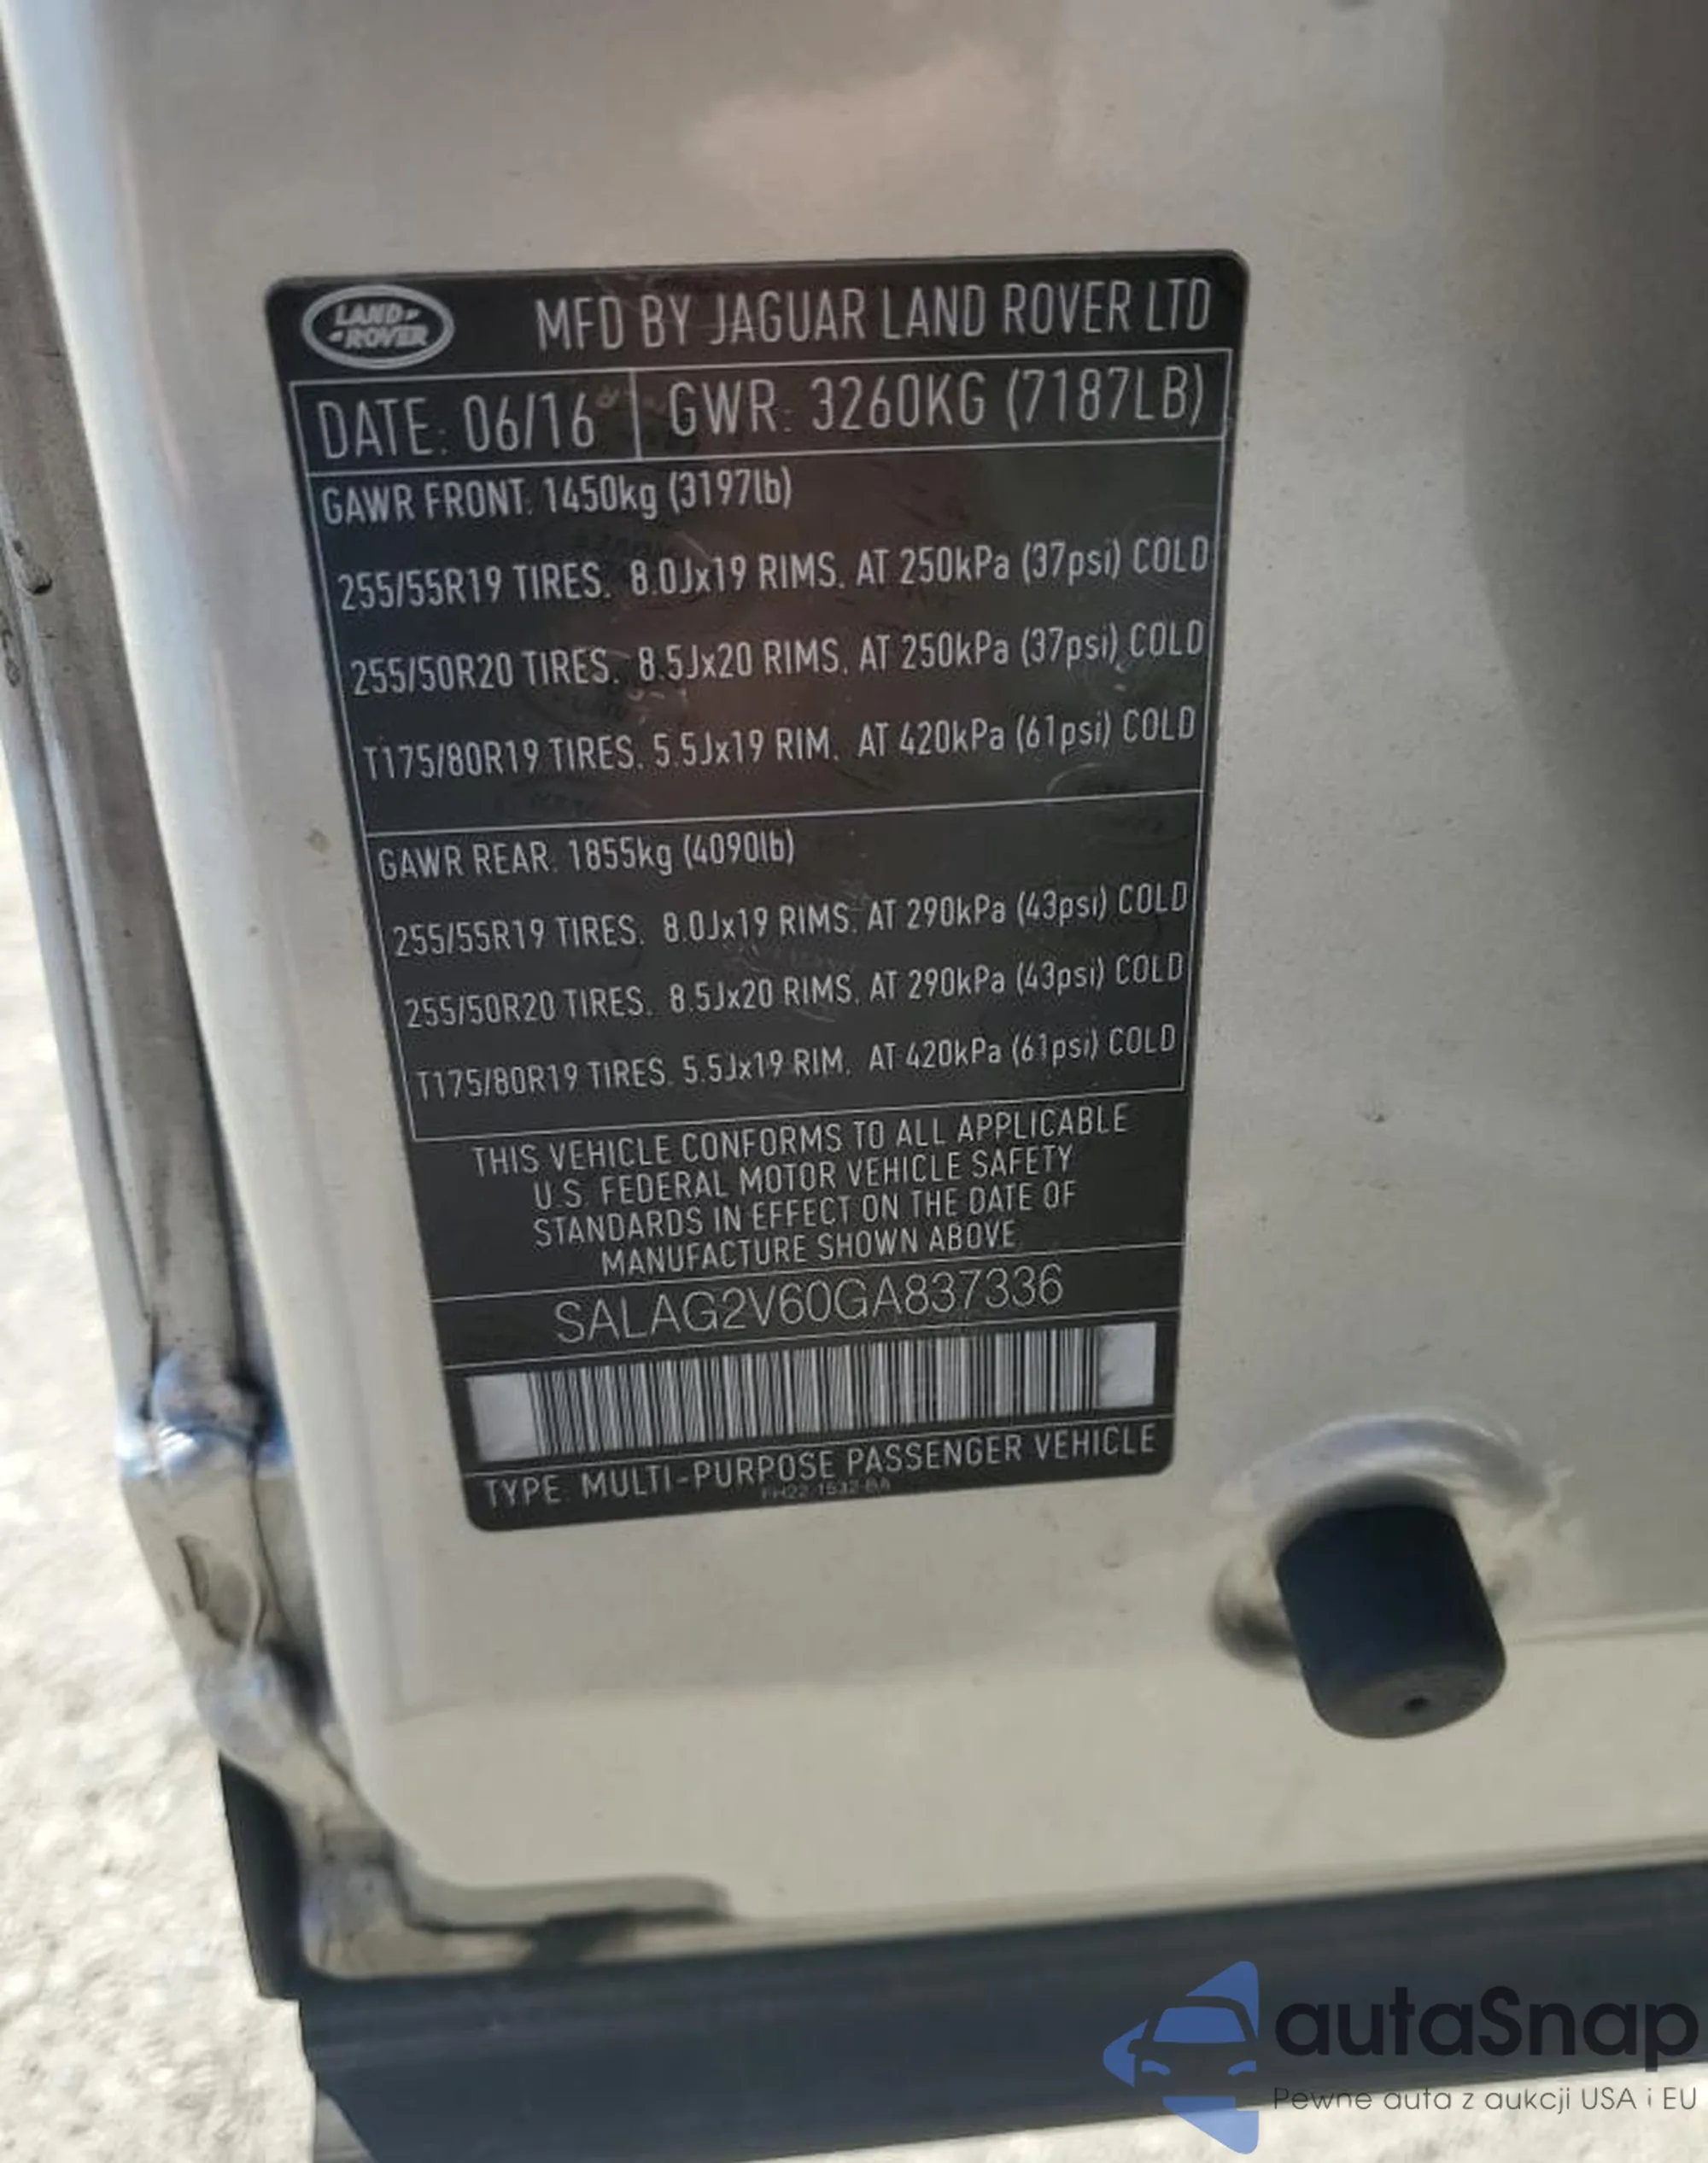 LAND-
-ROVER
MFD BY JAGUAR LAND ROVER LTD
DATE: 06/16
GWR: 3260KG (7187LB)
GAWR FRONT: 1450kg (3197lb)
255/55R19 TIRES. 8.0Jx19 RIMS. AT 250kPa (37psi) COLD
255/50R20 TIRES. 8.5Jx20 RIMS. AT 250kPa (37psi) COLD
T175/80R19 TIRES. 5.5Jx19 RIM. AT 420kPa (61psi) COLD
GAWR REAR: 1855kg (4090lb)
255/55R19 TIRES. 8.0Jx19 RIMS. AT 290kPa (43psi) COLD
255/50R20 TIRES. 8.5Jx20 RIMS. AT 290kPa (43psi) COLD
T175/80R19 TIRES. 5.5Jx19 RIM. AT 420kPa (61psi) COLD
THIS VEHICLE CONFORMS TO ALL APPLICABLE
U.S. FEDERAL MOTOR VEHICLE SAFETY
STANDARDS IN EFFECT ON THE DATE OF
MANUFACTURE SHOWN ABOVE
SALAG2V60GA837336
TYPE: MULTI-PURPOSE PASSENGER VEHICLE
autaSnap
Pewne auta z aukcji USA i EU